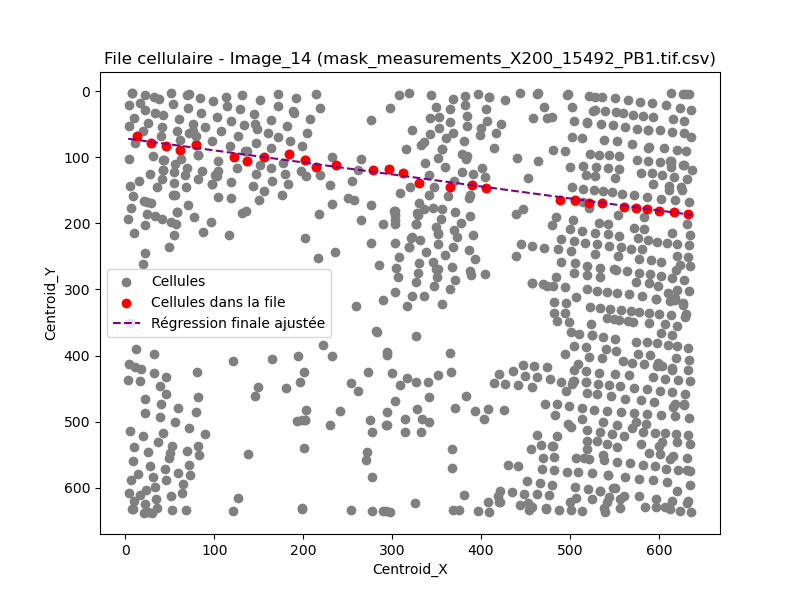 File cellulaire - Image_14 (mask_measurements_X200_15492_PB1.tif.csv)
0
100
200
300
400
500
600
Centroid_Y
Cellules
Cellules dans la file
Régression finale ajustée
0 100 200 300 400 500 600
Centroid_X